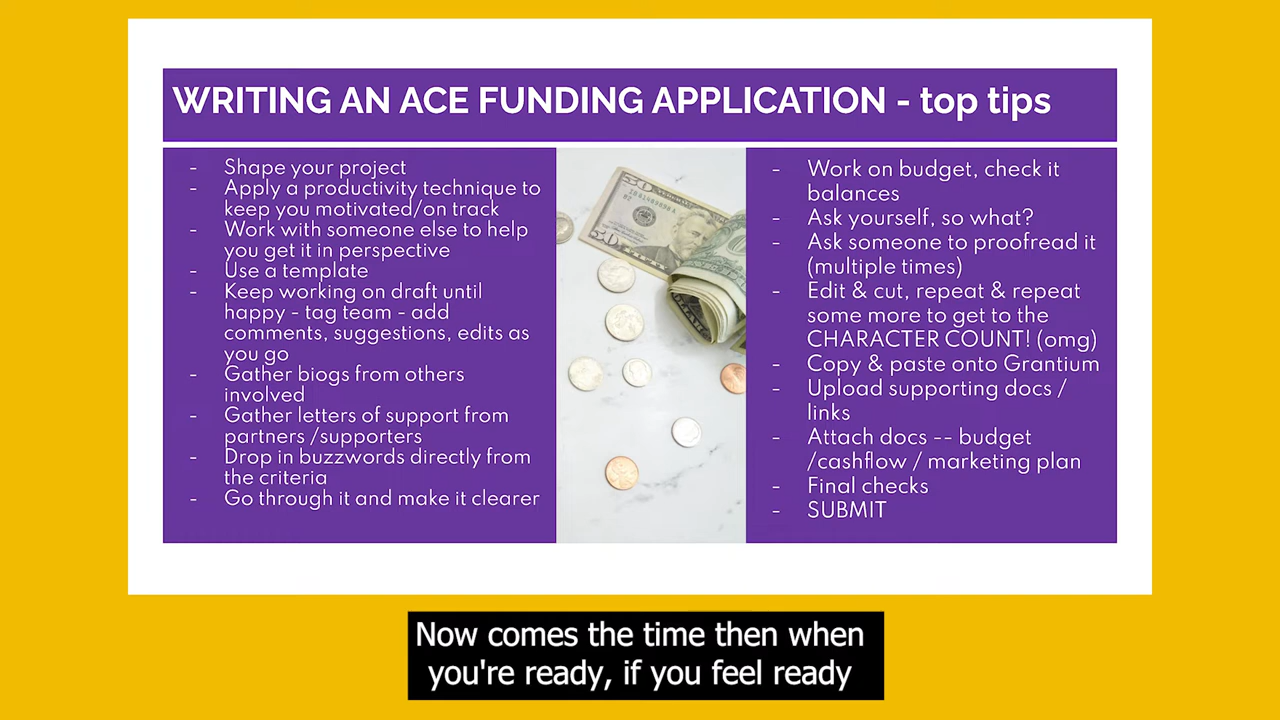 WRITING AN ACE FUNDING APPLICATION - top tips
- Shape your project
- Apply a productivity technique to
keep you motivated/on track
- Work with someone else to help
you get it in perspective
- Use a template
- Keep working on draft until
happy - tag team - add
comments, suggestions, edits as
you go
- Gather biogs from others
involved
- Gather letters of support from
partners /supporters
- Drop in buzzwords directly from
the criteria
- Go through it and make it clearer
50
50
- Work on budget, check it
balances
- Ask yourself, so what?
- Ask someone to proofread it
(multiple times)
- Edit & cut, repeat & repeat
some more to get to the
CHARACTER COUNT! (omg)
- Copy & paste onto Grantium
- Upload supporting docs /
links
- Attach docs -- budget
/cashflow / marketing plan
- Final checks
- SUBMIT
Now comes the time then when
you're ready, if you feel ready